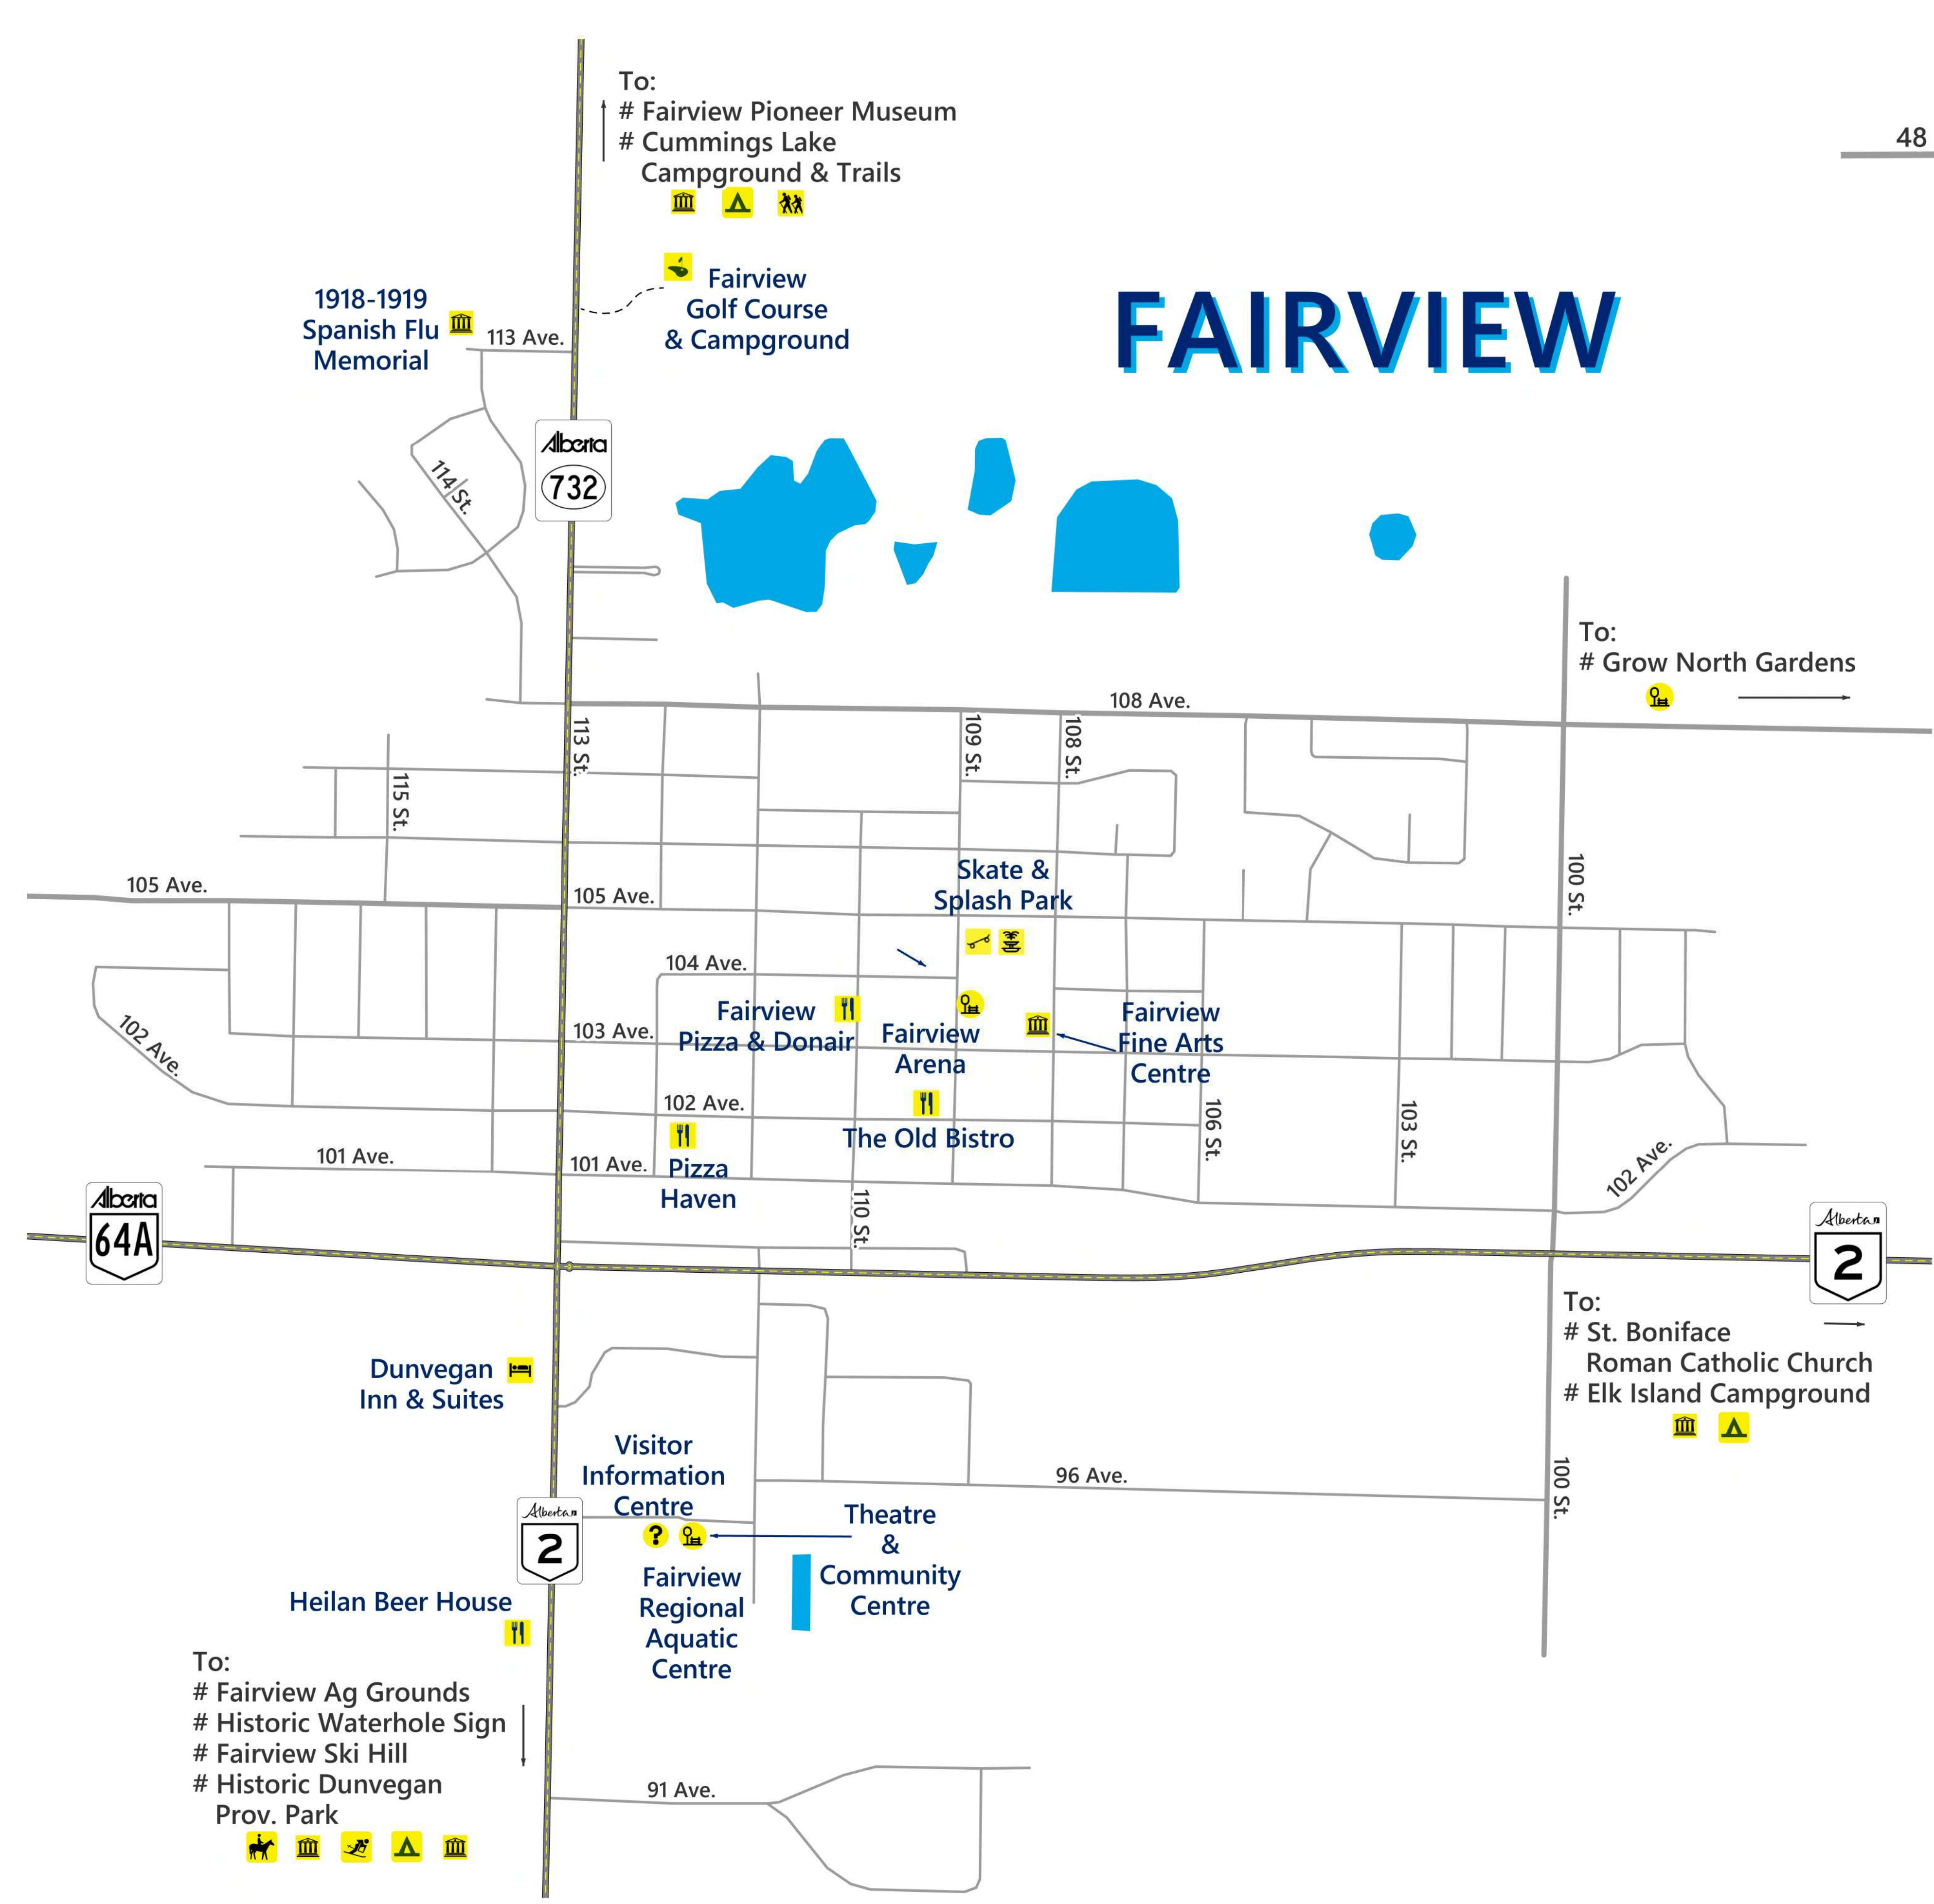 To:
# Fairview Pioneer Museum
# Cummings Lake
Campground & Trails
48
Fairview
Golf Course
& Campground
1918-1919
Spanish Flu
Memorial
113 Ave.
FAIRVIEW
Alberta
732
114 St.
To:
# Grow North Gardens
108 Ave.
113 St.
109 St.
108 St.
115 St.
100 St.
105 Ave.
105 Ave.
Skate &
Splash Park
104 Ave.
Fairview
Pizza & Donair
Fairview
Arena
Fairview
Fine Arts
Centre
102 Ave.
103 Ave.
102 Ave.
The Old Bistro
106 St.
103 St.
102 Ave.
101 Ave.
101 Ave.
Pizza
Haven
110 St.
Alberta
64A
Alberta
2
To:
# St. Boniface
Roman Catholic Church
# Elk Island Campground
Dunvegan
Inn & Suites
Visitor
Information
Centre
96 Ave.
100 St.
Alberta
2
Theatre
&
Community
Centre
Fairview
Regional
Aquatic
Centre
Heilan Beer House
To:
# Fairview Ag Grounds
# Historic Waterhole Sign
# Fairview Ski Hill
# Historic Dunvegan
Prov. Park
91 Ave.
?